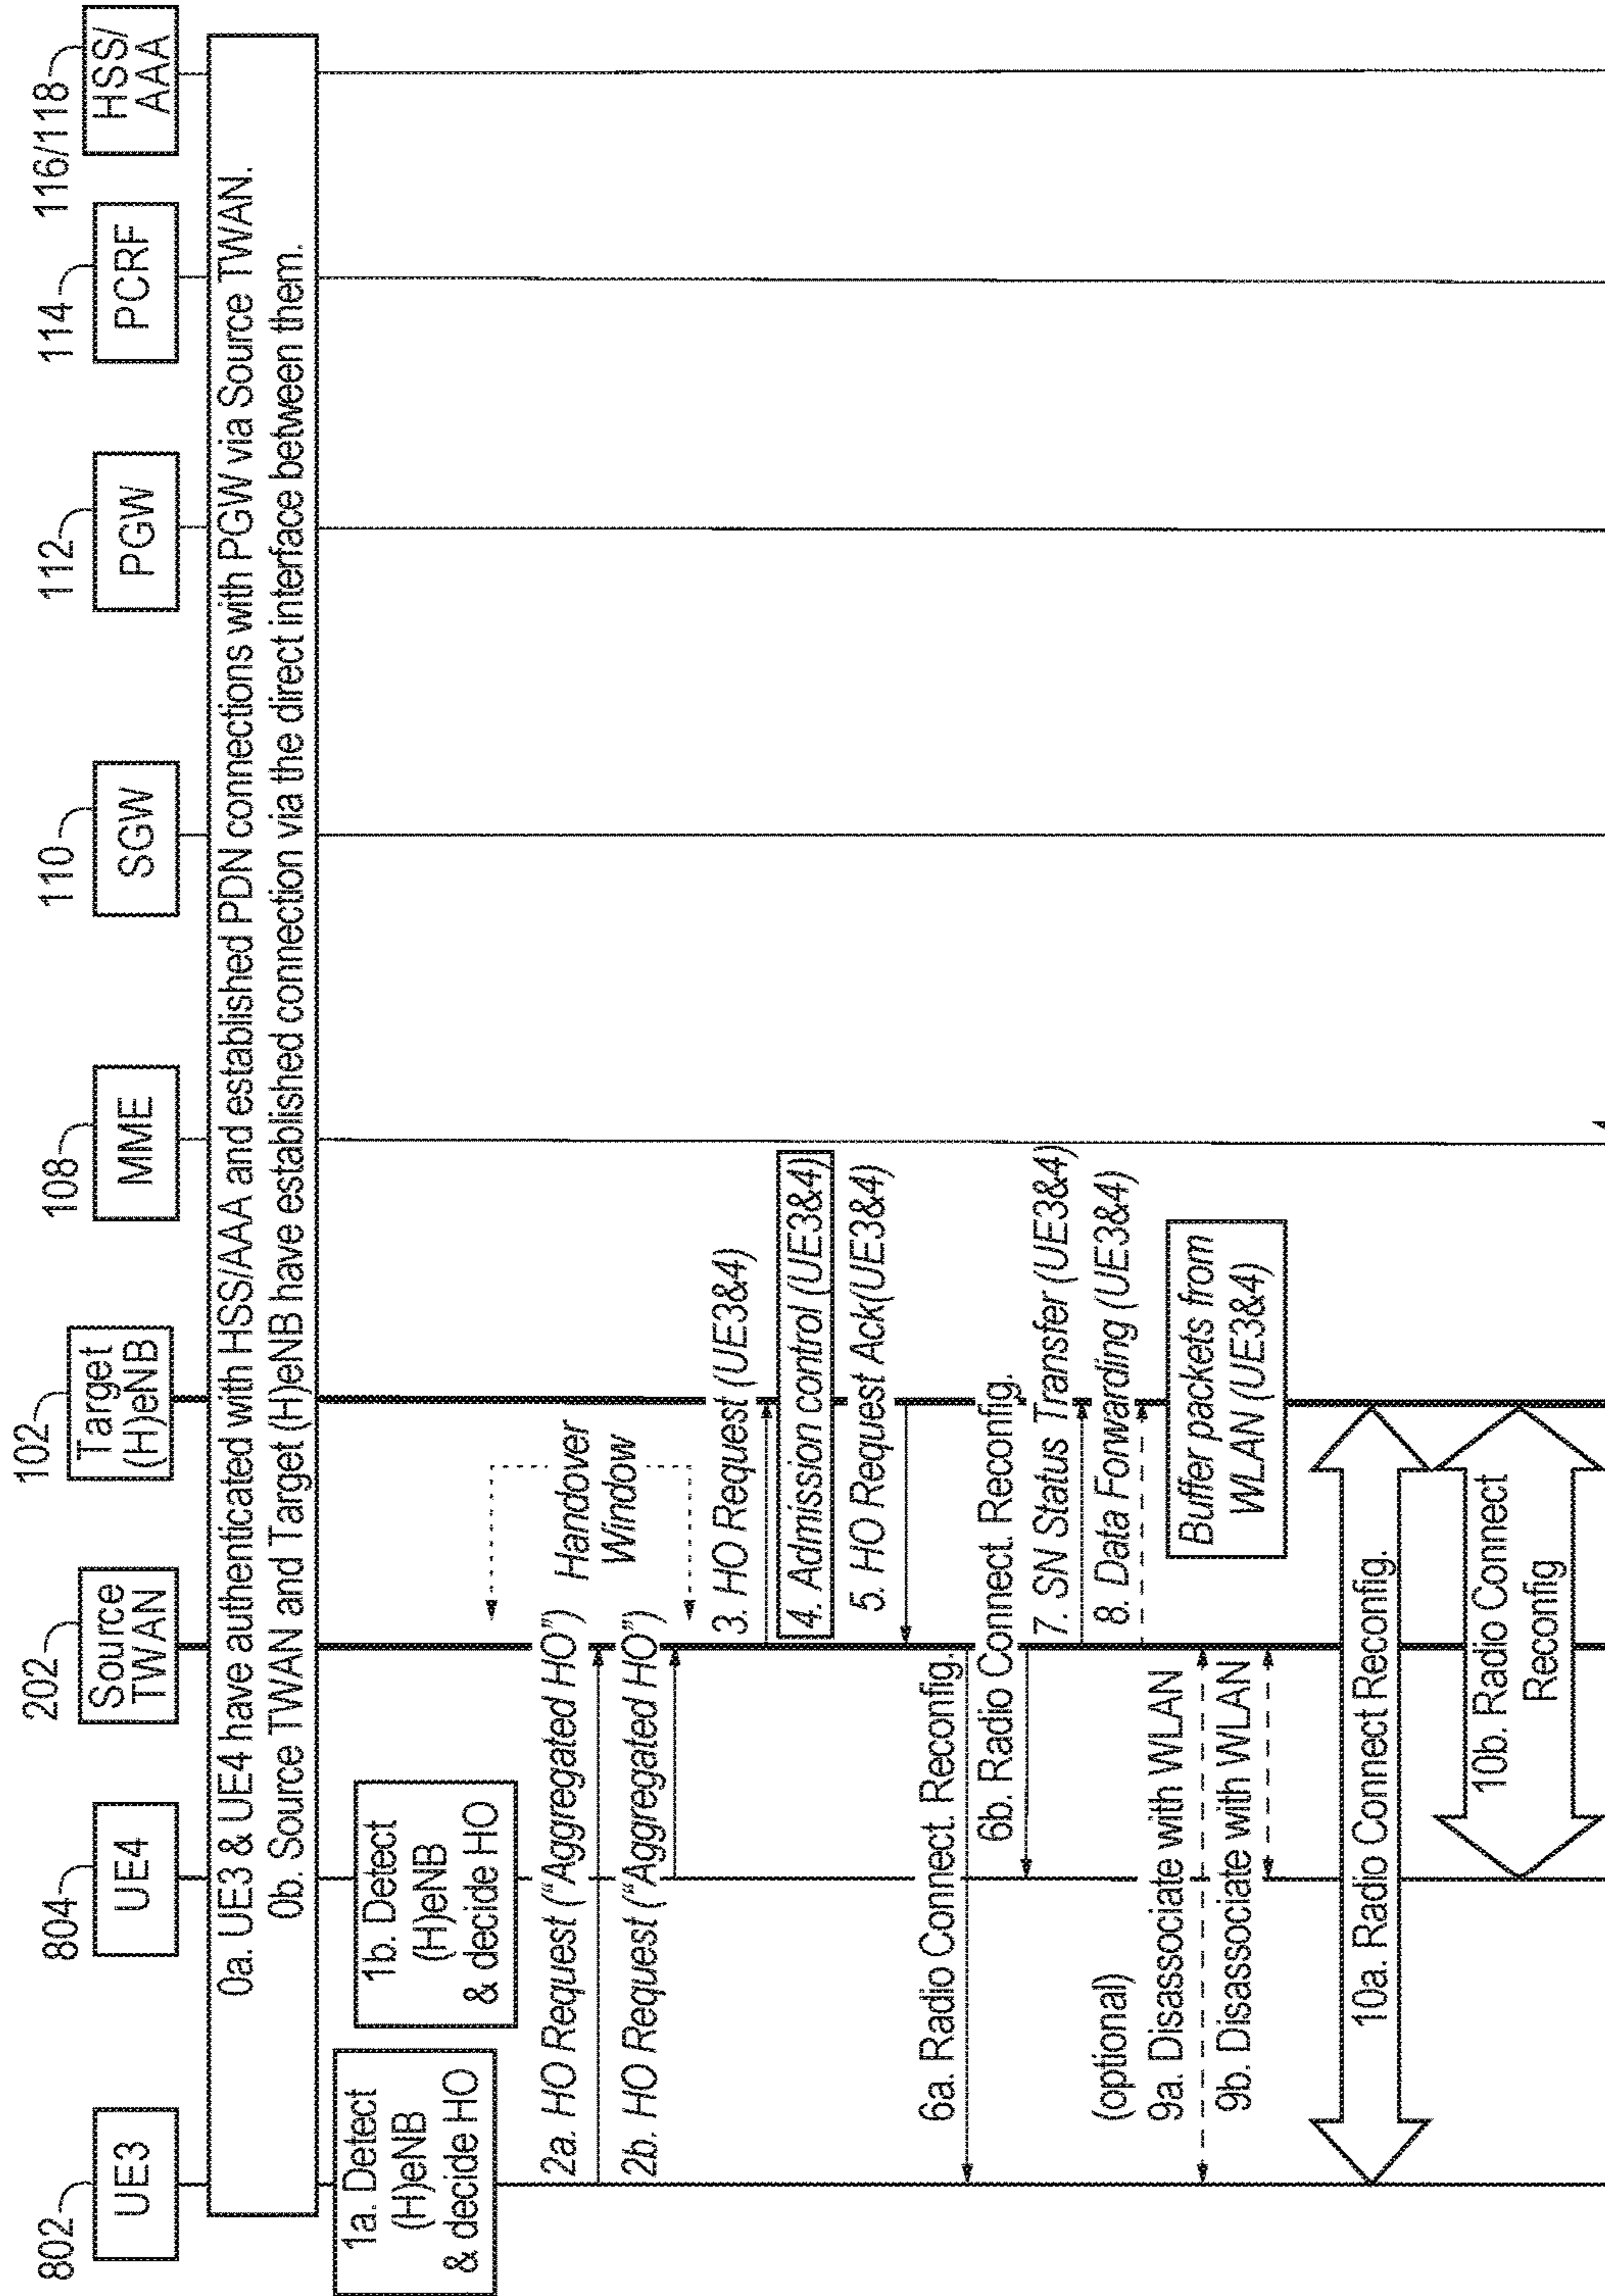 802
UE3
804
UE4
202
Source
TWAN
102
Target
(H)eNB
108
MME
110
SGW
112
PGW
114
PCRF
116/118
HSS/
AAA
0a. UE3 & UE4 have authenticated with HSS/AAA and established PDN connections with PGW via Source TWAN.
0b. Source TWAN and Target (H)eNB have established connection via the direct interface between them.
1a. Detect
(H)eNB
& decide HO
1b. Detect
(H)eNB
& decide HO
2a. HO Request ("Aggregated HO")
2b. HO Request ("Aggregated HO")
Handover
Window
3. HO Request (UE3&4)
4. Admission control (UE3&4)
5. HO Request Ack(UE3&4)
6a. Radio Connect. Reconfig.
6b. Radio Connect. Reconfig.
7. SN Status Transfer (UE3&4)
8. Data Forwarding (UE3&4)
(optional)
9a. Disassociate with WLAN
9b. Disassociate with WLAN
Buffer packets from
WLAN (UE3&4)
10a. Radio Connect Reconfig.
10b. Radio Connect
Reconfig